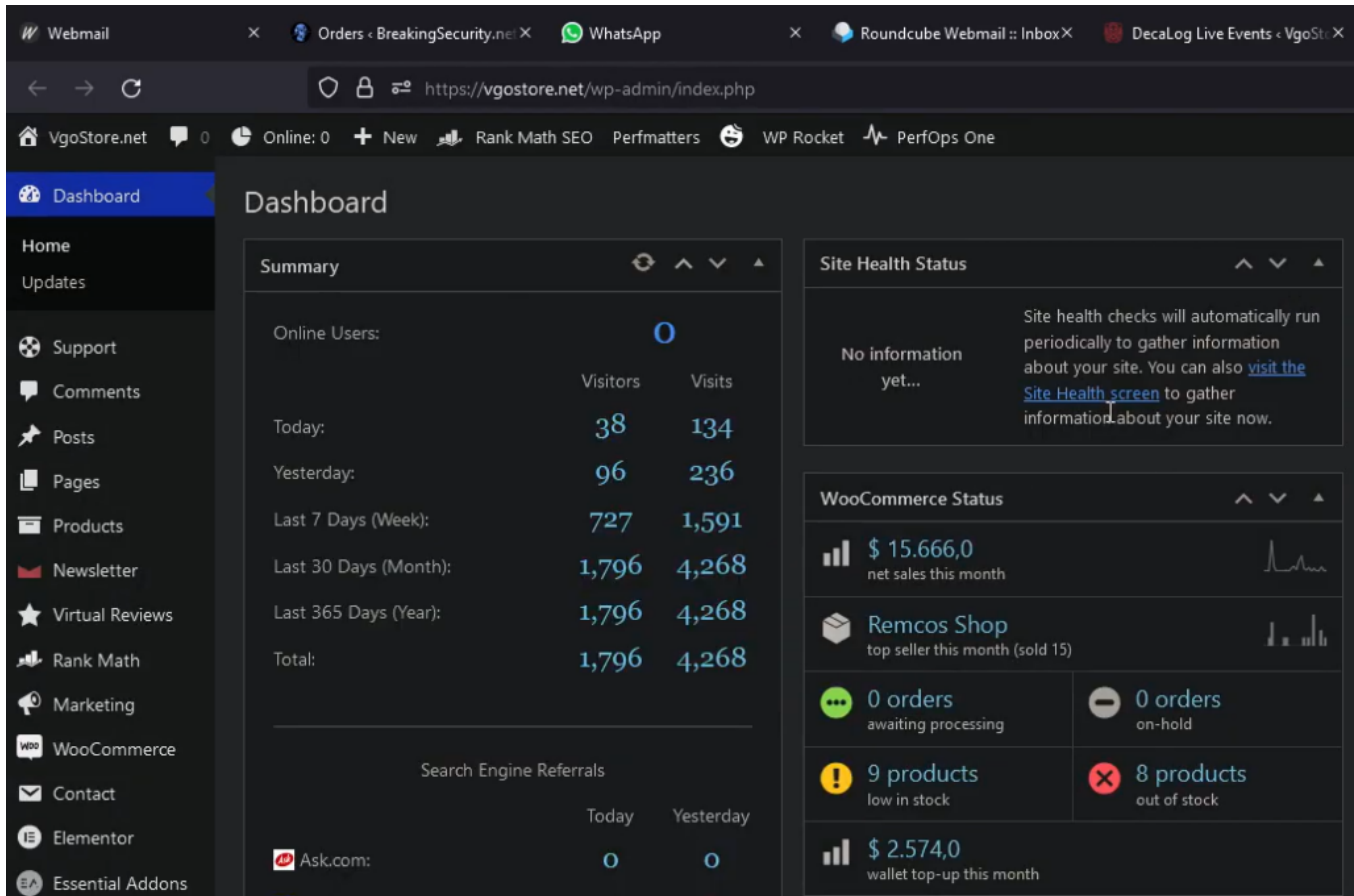 Webmail
Orders ‹ BreakingSecurity.net
WhatsApp
Roundcube Webmail :: Inbox
DecaLog Live Events ‹ VgoSto
https://vgostore.net/wp-admin/index.php
VgoStore.net 0 Online: 0 New Rank Math SEO Perfmatters WP Rocket PerfOps One
Dashboard
Home
Updates
Support
Comments
Posts
Pages
Products
Newsletter
Virtual Reviews
Rank Math
Marketing
WooCommerce
Contact
Elementor
Essential Addons
Dashboard
Summary
Online Users: 0
Visitors Visits
Today: 38 134
Yesterday: 96 236
Last 7 Days (Week): 727 1,591
Last 30 Days (Month): 1,796 4,268
Last 365 Days (Year): 1,796 4,268
Total: 1,796 4,268
Search Engine Referrals
Today Yesterday
Ask.com: 0 0
Site Health Status
No information
yet...
Site health checks will automatically run
periodically to gather information
about your site. You can also visit the
Site Health screen to gather
information about your site now.
WooCommerce Status
$ 15.666,0
net sales this month
Remcos Shop
top seller this month (sold 15)
0 orders
awaiting processing
0 orders
on-hold
9 products
low in stock
8 products
out of stock
$ 2.574,0
wallet top-up this month